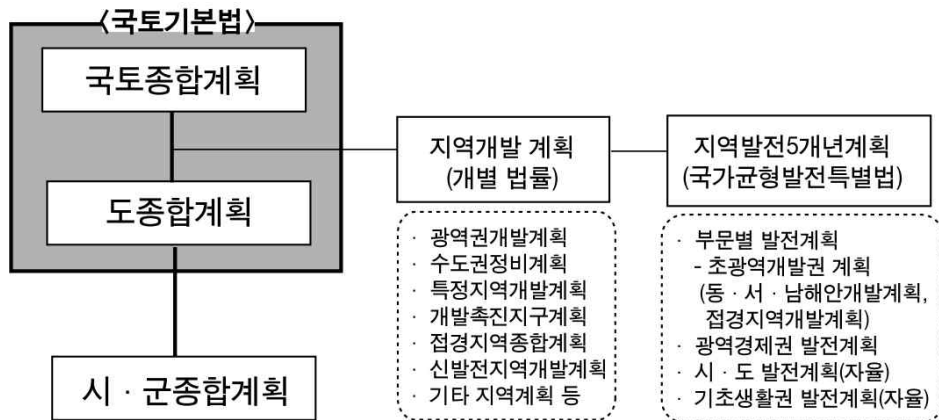 〈국토기본법〉
국토종합계획
도종합계획
시 · 군종합계획
지역개발 계획
(개별 법률)
· 광역권개발계획
· 수도권정비계획
· 특정지역개발계획
· 개발촉진지구계획
· 접경지역종합계획
· 신발전지역개발계획
· 기타 지역계획 등
지역발전5개년계획
(국가균형발전특별법)
· 부문별 발전계획
- 초광역개발권 계획
(동 · 서 · 남해안개발계획,
접경지역개발계획)
· 광역경제권 발전계획
· 시 · 도 발전계획(자율)
· 기초생활권 발전계획(자율)